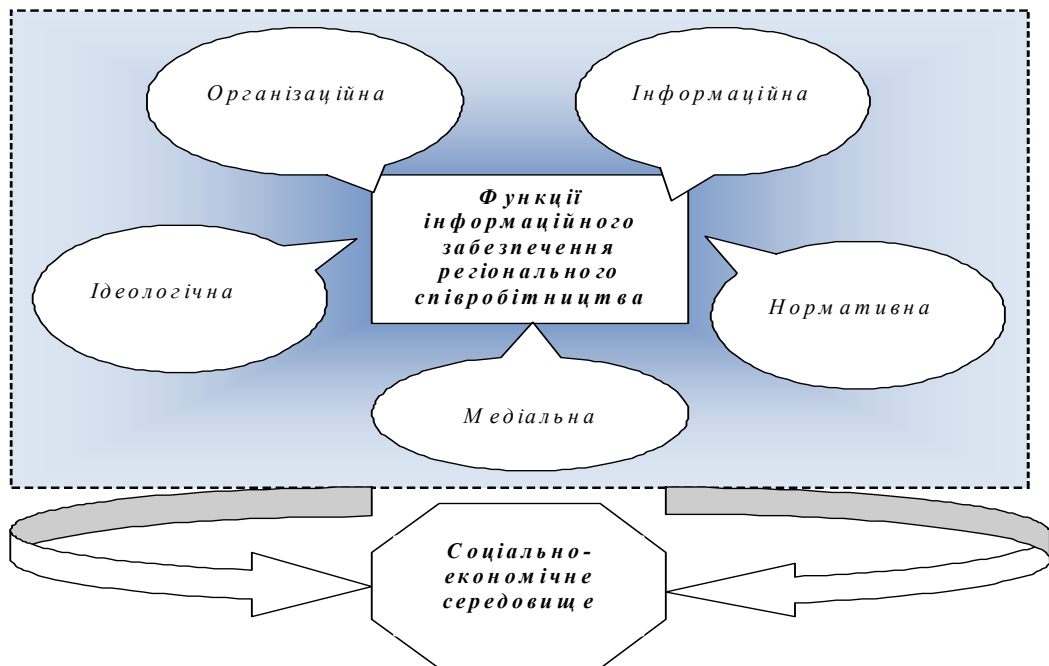 Організаційна
Інформаційна
Функції
інформаційного
забезпечення
регіонального
співробітництва
Ідеологічна
Нормативна
Медіальна
Соціально-
економічне
середовище